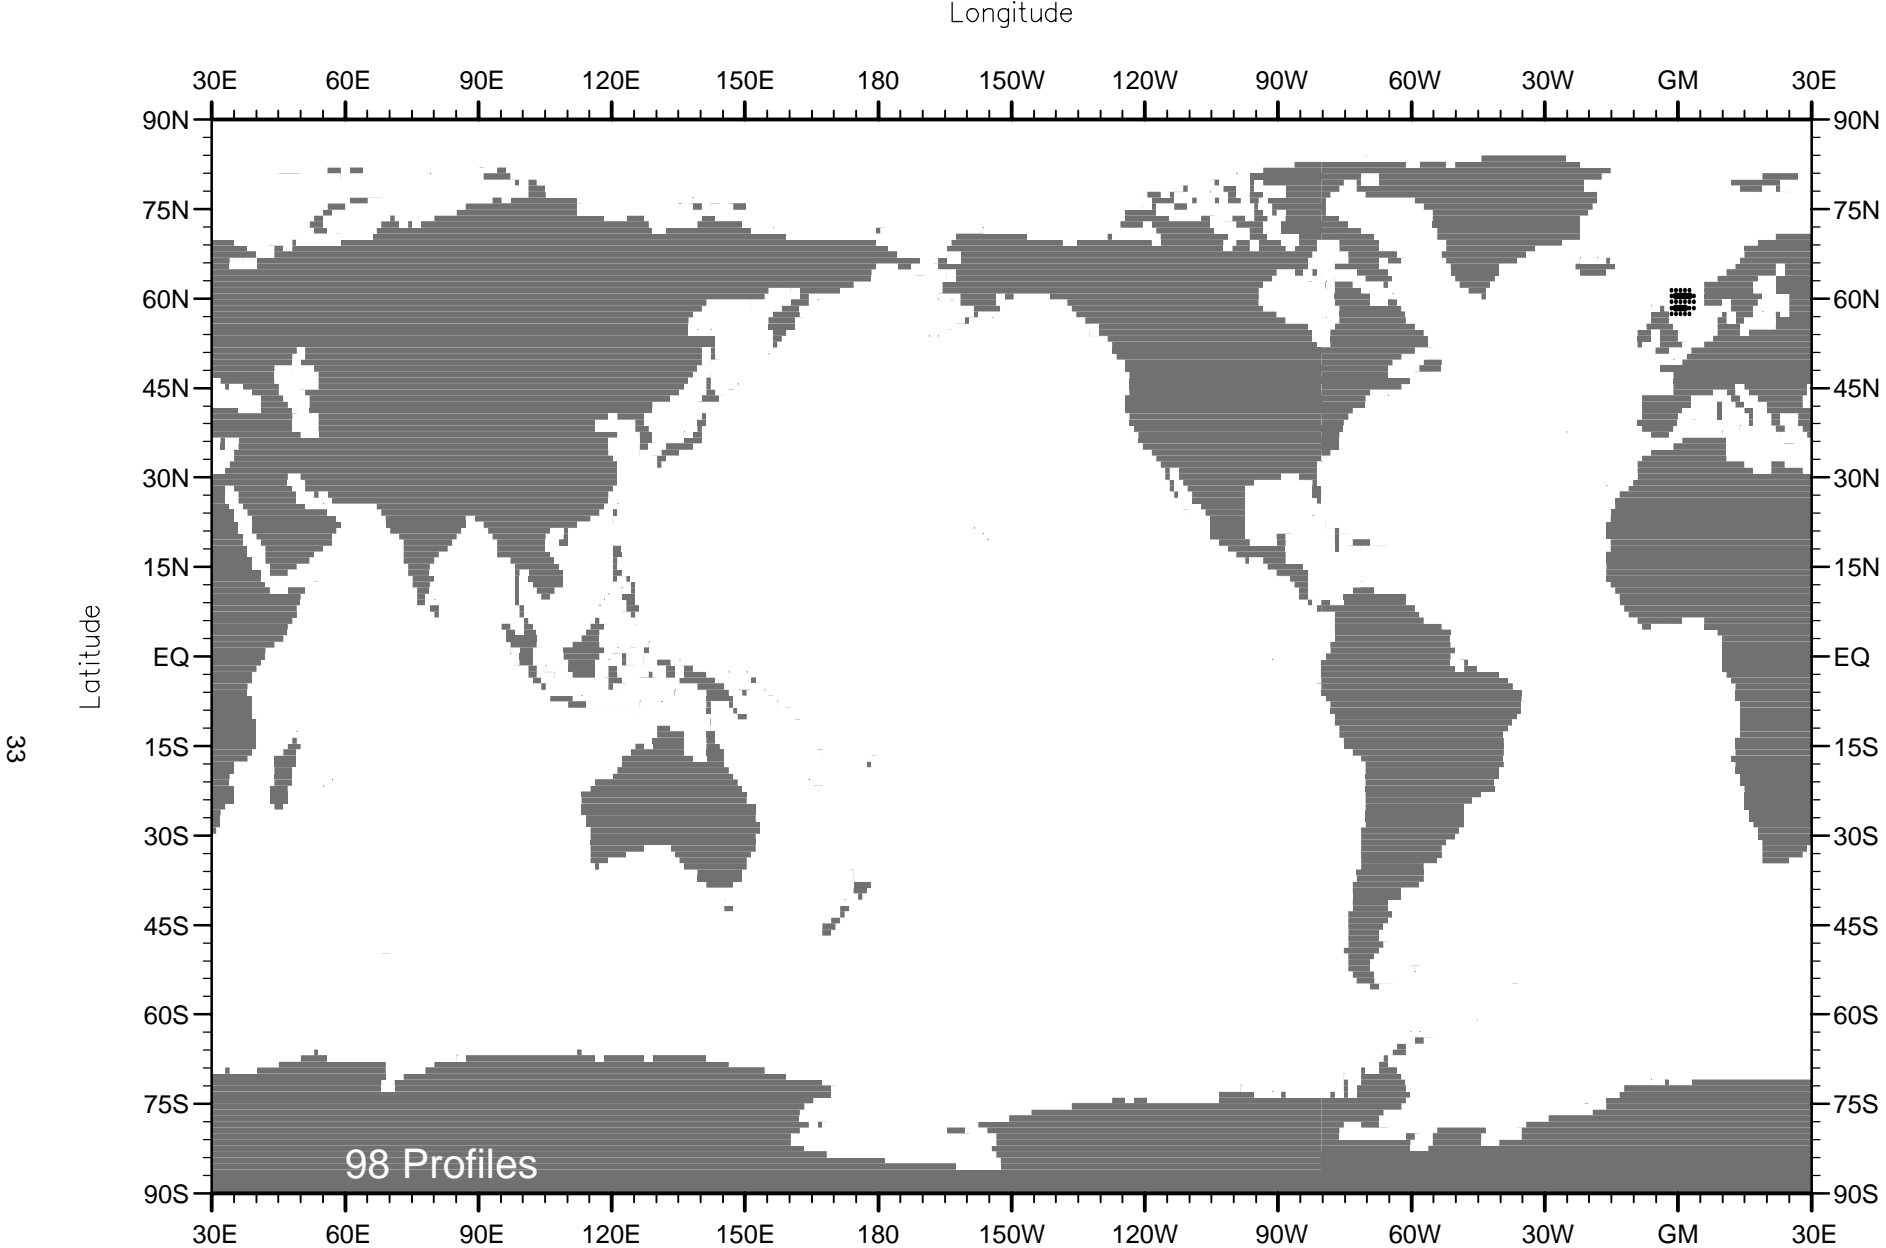 Longitude
30E 60E 90E 120E 150E 180 150W 120W 90W 60W 30W GM 30E
90N 90N
75N 75N
60N 60N
45N 45N
30N 30N
15N 15N
Latitude
EQ EQ
33
15S 15S
30S 30S
45S 45S
60S 60S
75S 75S
98 Profiles
90S 90S
30E 60E 90E 120E 150E 180 150W 120W 90W 60W 30W GM 30E